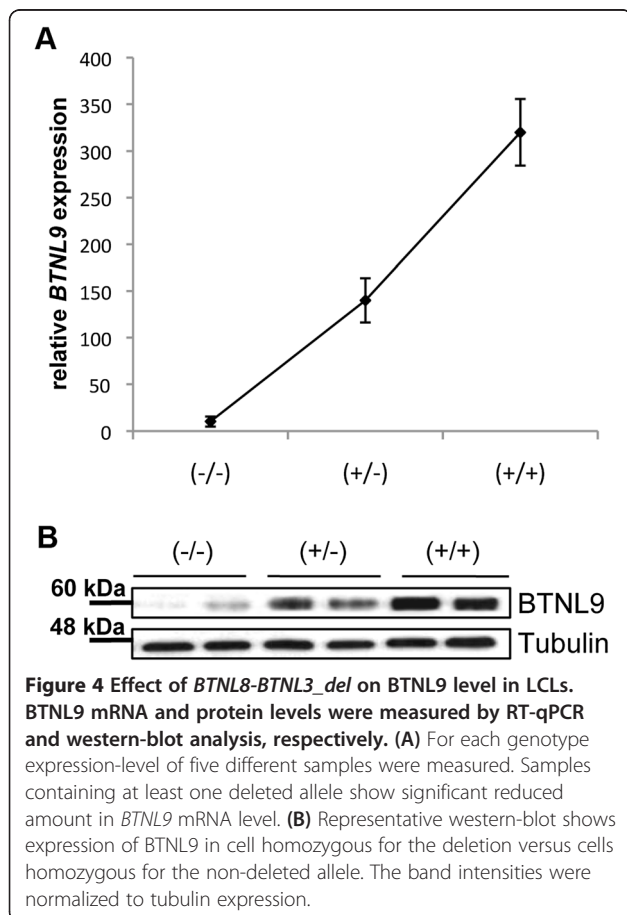 A
relative BTNL9 expression
400
350
300
250
200
150
100
50
0
(-/-) (+/-) (+/+)
B
(-/-) (+/-) (+/+)
60 kDa
BTNL9
48 kDa
Tubulin
Figure 4 Effect of BTNL8-BTNL3_del on BTNL9 level in LCLs.
BTNL9 mRNA and protein levels were measured by RT-qPCR
and western-blot analysis, respectively. (A) For each genotype
expression-level of five different samples were measured. Samples
containing at least one deleted allele show significant reduced
amount in BTNL9 mRNA level. (B) Representative western-blot shows
expression of BTNL9 in cell homozygous for the deletion versus cells
homozygous for the non-deleted allele. The band intensities were
normalized to tubulin expression.